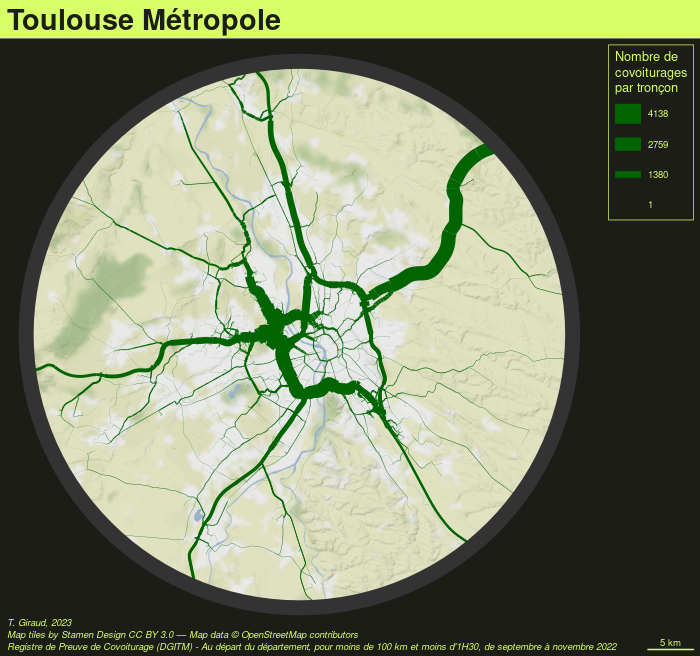 Toulouse Métropole
Nombre de
covoiturages
par tronçon
4138
2759
1380
1
T. Giraud, 2023
Map tiles by Stamen Design CC BY 3.0 — Map data © OpenStreetMap contributors
Registre de Preuve de Covoiturage (DGITM) - Au départ du département, pour moins de 100 km et moins d'1H30, de septembre à novembre 2022
5 km